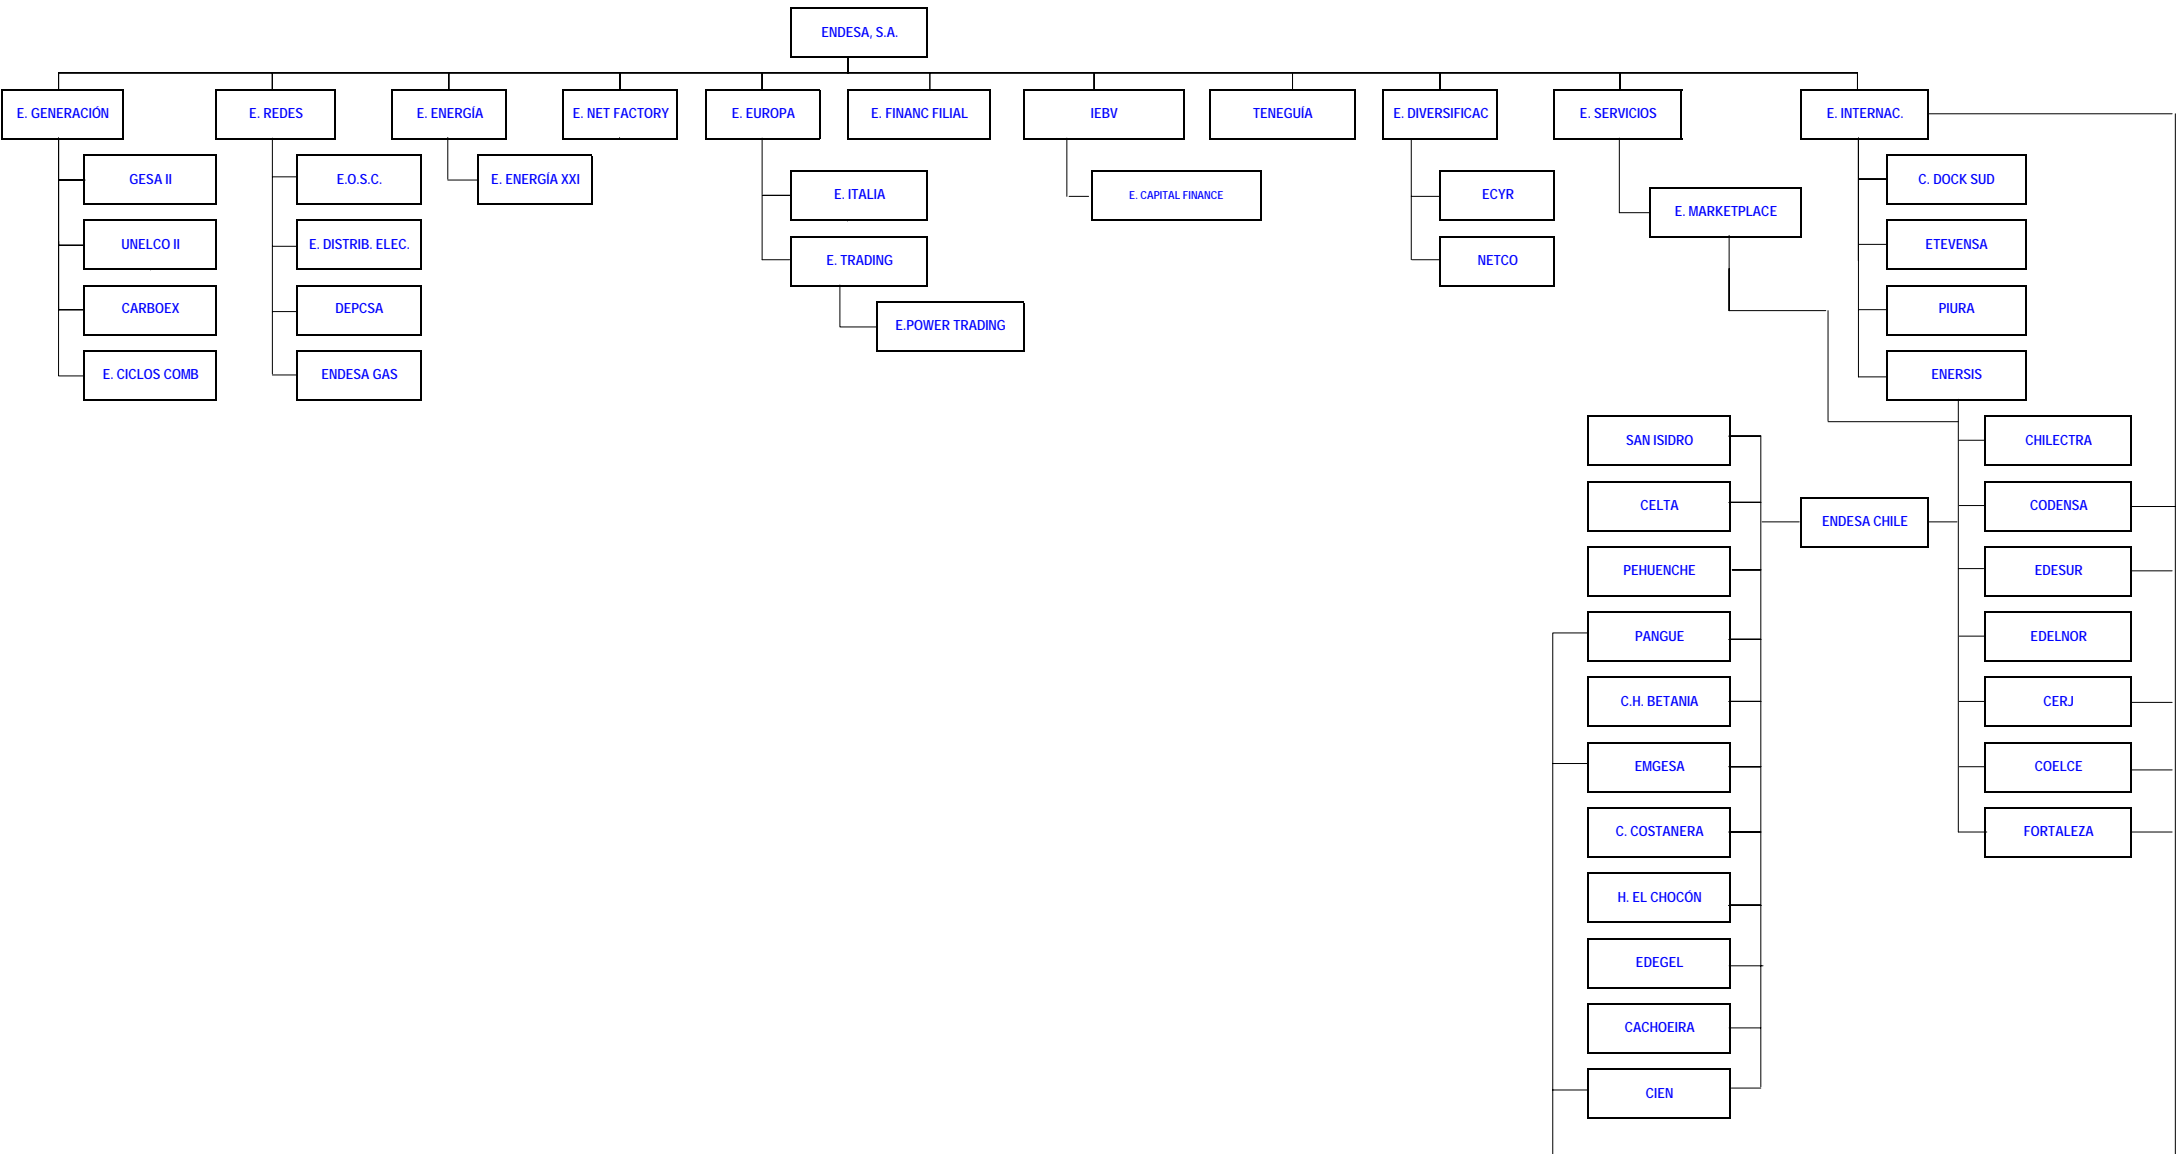 ENDESA, S.A.
E. GENERACIÓN
E. REDES
E. ENERGÍA
E. NET FACTORY
E. EUROPA
E. FINANC FILIAL
IEBV
TENEGUÍA
E. DIVERSIFICAC
E. SERVICIOS
E. INTERNAC.
GESA II
UNELCO II
CARBOEX
E. CICLOS COMB
E.O.S.C.
E. DISTRIB. ELEC.
DEPCSA
ENDESA GAS
E. ENERGÍA XXI
E. ITALIA
E. TRADING
E.POWER TRADING
E. CAPITAL FINANCE
ECYR
NETCO
E. MARKETPLACE
C. DOCK SUD
ETEVENSA
PIURA
ENERSIS
CHILECTRA
CODENSA
EDESUR
EDELNOR
CERJ
COELCE
FORTALEZA
ENDESA CHILE
SAN ISIDRO
CELTA
PEHUENCHE
PANGUE
C.H. BETANIA
EMGESA
C. COSTANERA
H. EL CHOCÓN
EDEGEL
CACHOEIRA
CIEN